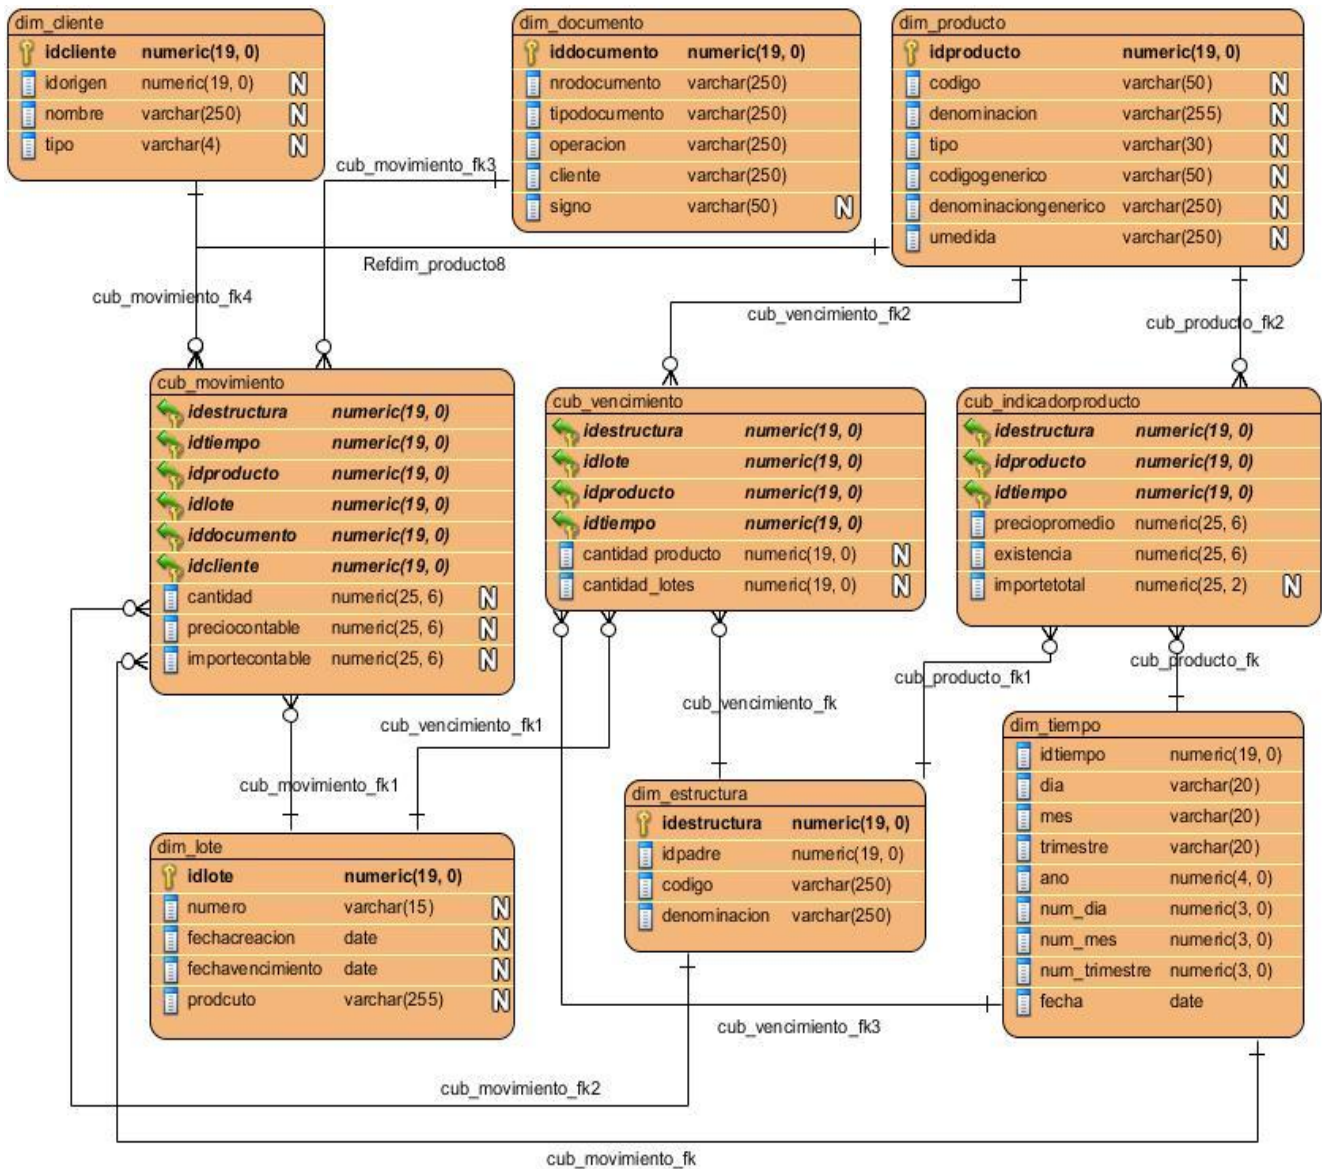 dim_cliente
idcliente numeric(19, 0)
idorigen numeric(19, 0) N
nombre varchar(250) N
tipo varchar(4) N
dim_documento
iddocumento numeric(19, 0)
nrodocumento varchar(250)
tipodocumento varchar(250)
operacion varchar(250)
cliente varchar(250)
signo varchar(50) N
dim_producto
idproducto numeric(19, 0)
codigo varchar(50) N
denominacion varchar(255) N
tipo varchar(30) N
codigogenerico varchar(50) N
denominaciongenerico varchar(250) N
umedida varchar(250) N
cub_movimiento_fk3
Refdim_producto8
cub_movimiento_fk4
cub_vencimiento_fk2
cub_producto_fk2
cub_movimiento
idestructura numeric(19, 0)
idtiempo numeric(19, 0)
idproducto numeric(19, 0)
idlote numeric(19, 0)
iddocumento numeric(19, 0)
idcliente numeric(19, 0)
cantidad numeric(25, 6) N
preciocontable numeric(25, 6) N
importecontable numeric(25, 6) N
cub_vencimiento
idestructura numeric(19, 0)
idlote numeric(19, 0)
idproducto numeric(19, 0)
idtiempo numeric(19, 0)
cantidad producto numeric(19, 0) N
cantidad_lotes numeric(19, 0) N
cub_indicadorproducto
idestructura numeric(19, 0)
idproducto numeric(19, 0)
idtiempo numeric(19, 0)
preciopromedio numeric(25, 6)
existencia numeric(25, 6)
importetotal numeric(25, 2) N
cub_producto_fk
cub_producto_fk1
cub_vencimiento_fk
cub_vencimiento_fk1
cub_movimiento_fk1
dim_lote
idlote numeric(19, 0)
numero varchar(15) N
fechacreacion date N
fechavencimiento date N
prodcuto varchar(255) N
dim_estructura
idestructura numeric(19, 0)
idpadre numeric(19, 0)
codigo varchar(250)
denominacion varchar(250)
dim_tiempo
idtiempo numeric(19, 0)
dia varchar(20)
mes varchar(20)
trimestre varchar(20)
ano numeric(4, 0)
num_dia numeric(3, 0)
num_mes numeric(3, 0)
num_trimestre numeric(3, 0)
fecha date
cub_vencimiento_fk3
cub_movimiento_fk2
cub_movimiento_fk